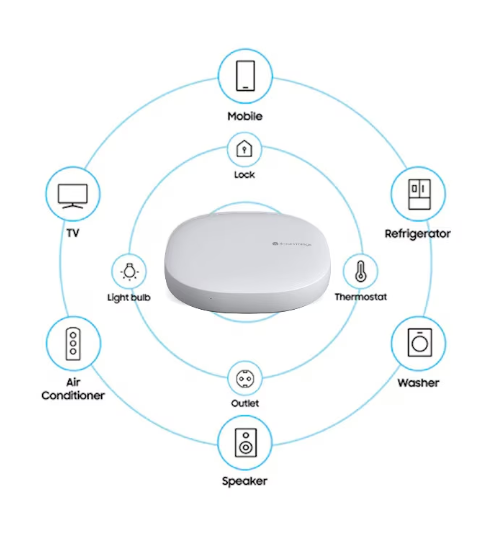 Mobile
Lock
TV
Refrigerator
Light bulb
Thermostat
Air
Conditioner
Washer
Outlet
Speaker